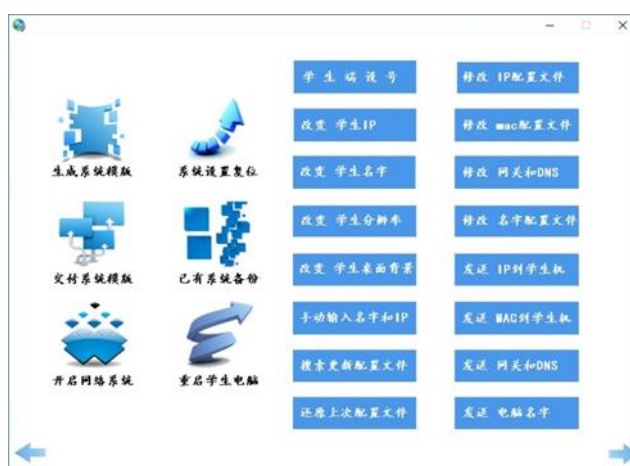 学生端设号
修改 IP配置文件
改变 学生IP
修改 mac配置文件
生成系统模版
系统设置复位
改变 学生名字
修改 网关和DNS
改变 学生分辨率
修改 名字配置文件
交付系统模版
已有系统备份
改变 学生桌面背景
发送 IP到学生机
手动输入名字和IP
发送 MAC到学生机
开启网络系统
重启学生电脑
搜索更新配置文件
发送 网关和DNS
还原上次配置文件
发送 电脑名字